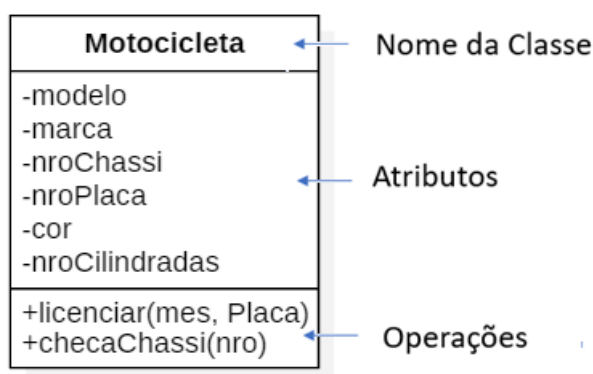 Motocicleta
Nome da Classe
-modelo
-marca
-nroChassi
-nroPlaca
-cor
-nroCilindradas
Atributos
+licenciar(mes, Placa)
+checaChassi(nro)
Operações